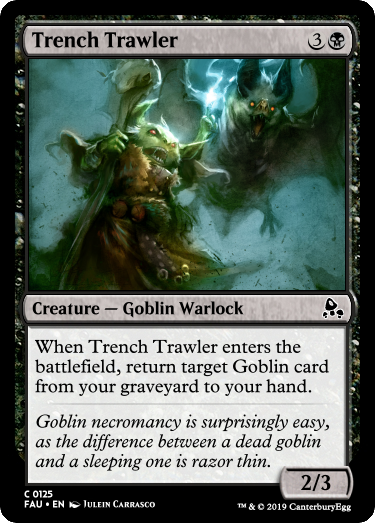 Trench Trawler 3
Creature — Goblin Warlock
When Trench Trawler enters the
battlefield, return target Goblin card
from your graveyard to your hand.
Goblin necromancy is surprisingly easy,
as the difference between a dead goblin
and a sleeping one is razor thin.
2/3
C 0125
FAU • EN Julein Carrasco
™ & © 2019 CanterburyEgg